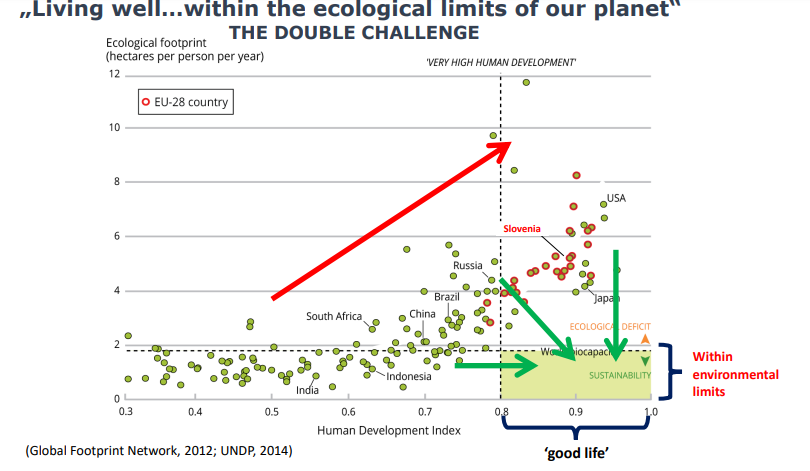 „Living well...within the ecological limits of our planet“
THE DOUBLE CHALLENGE
Ecological footprint
(hectares per person per year)
'VERY HIGH HUMAN DEVELOPMENT'
12
EU-28 country
10
8
USA
6
Slovenia
Russia
4
Brazil
Japan
South Africa
China
ECOLOGICAL DEFICIT
2
Within
environmental
limits
SUSTAINABILITY
Indonesia
India
0
0.3
0.4
0.5
0.6
0.7
0.8
0.9
1.0
Human Development Index
(Global Footprint Network, 2012; UNDP, 2014)
‘good life’